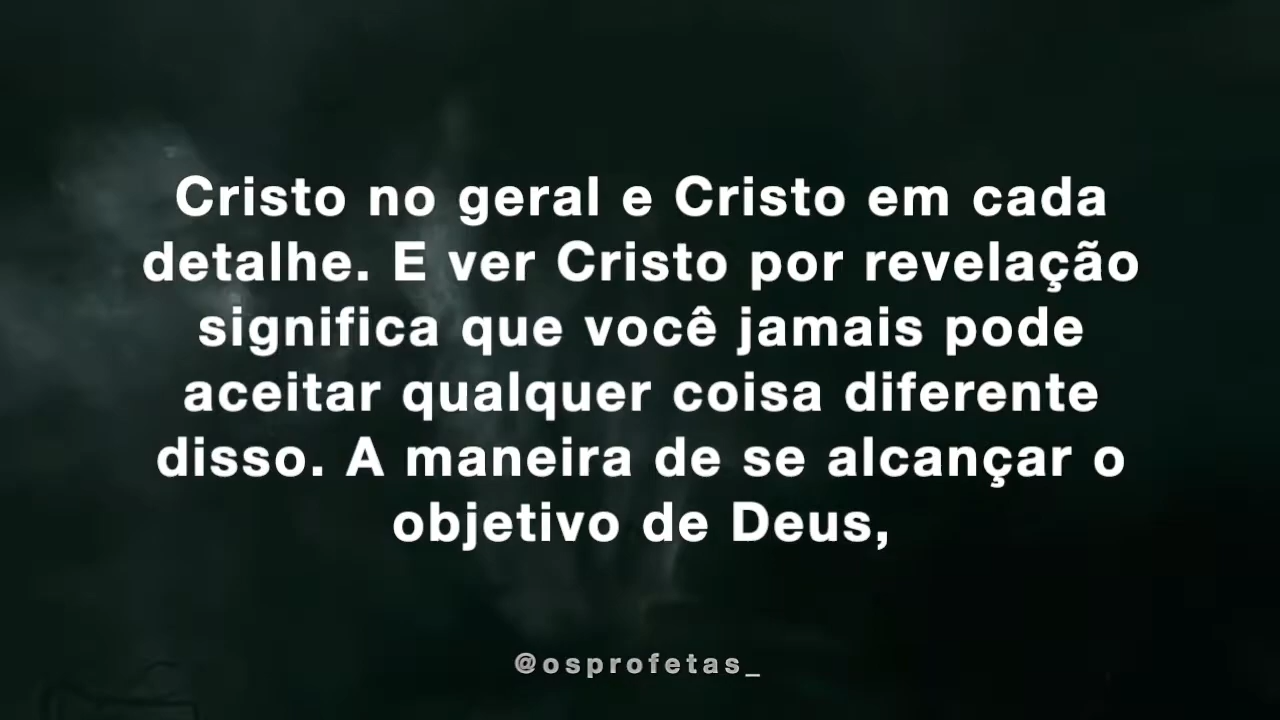 Cristo no geral e Cristo em cada
detalhe. E ver Cristo por revelação
significa que você jamais pode
aceitar qualquer coisa diferente
disso. A maneira de se alcançar o
objetivo de Deus,
@osprofetas_